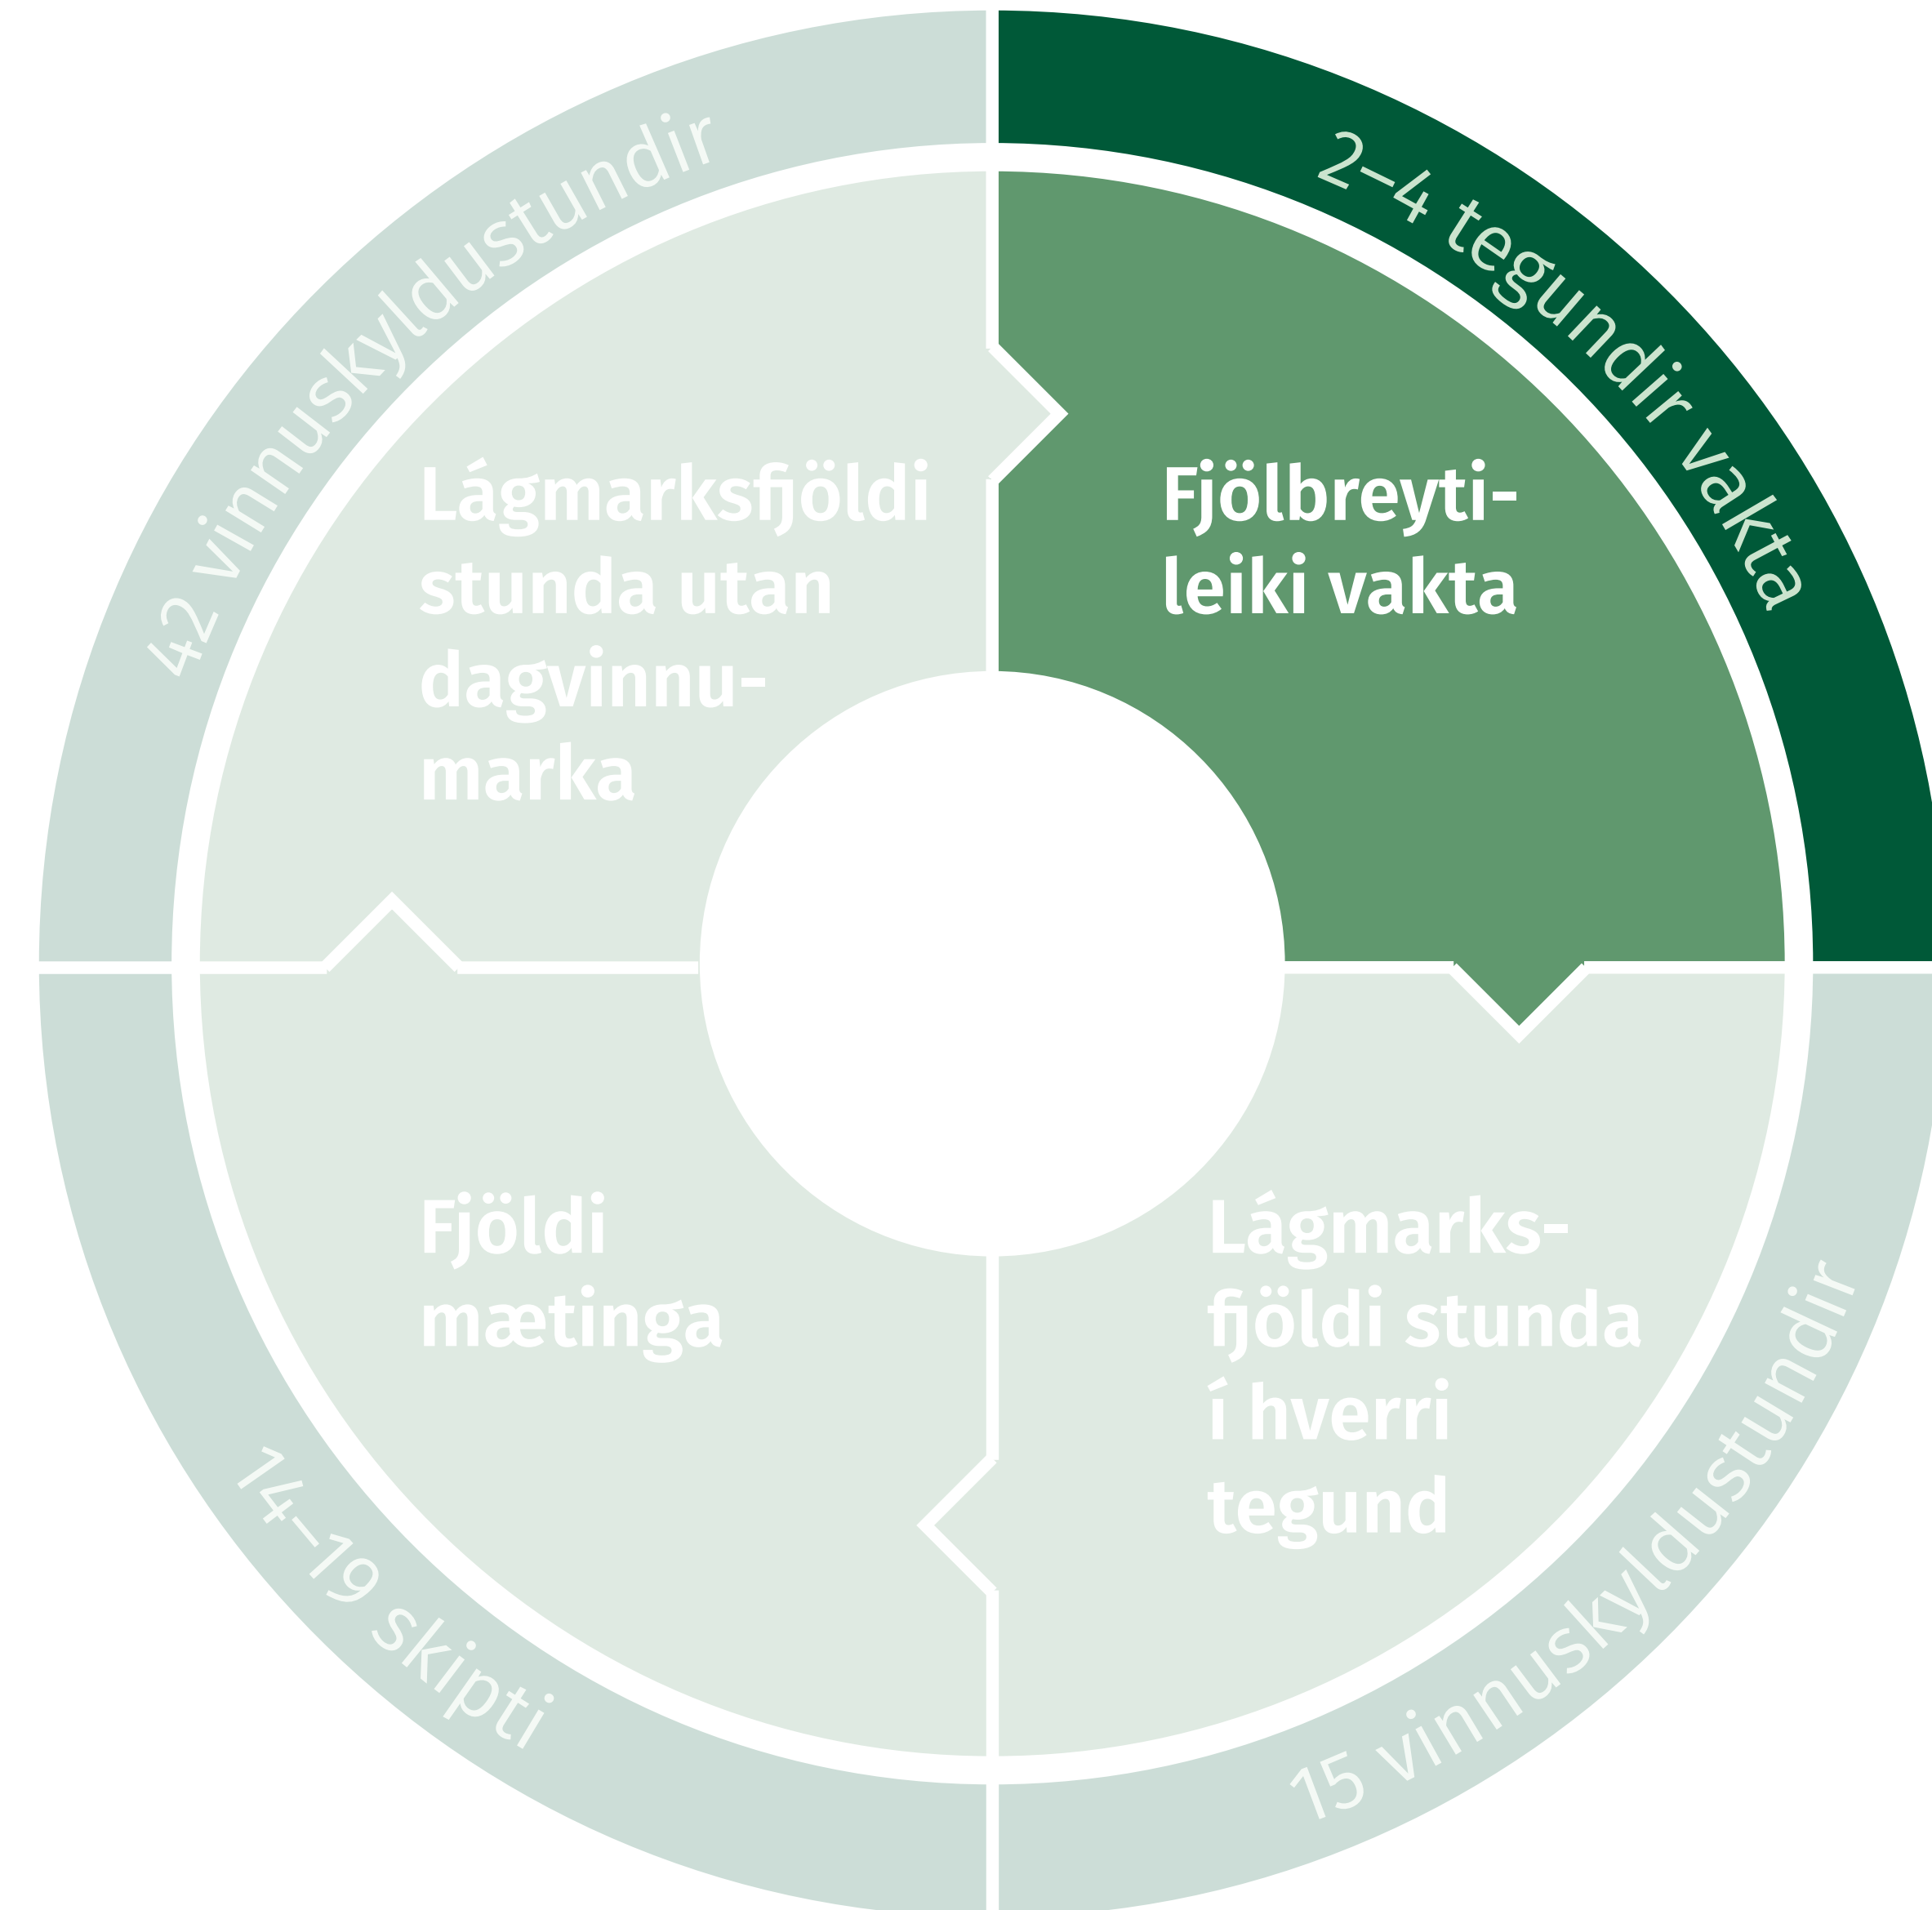 42 vinnuskyldustundir
Lágmarksföldi
stunda utan
dagvinnu-
marka
2–4 tegundir vakta
Fjölbreyti-
leiki vakta
Fjöldi
mætinga
14–19 skipti
Lágmarks-
fjöldi stunda
í hverri
tegund
15 vinnuskyldustundir